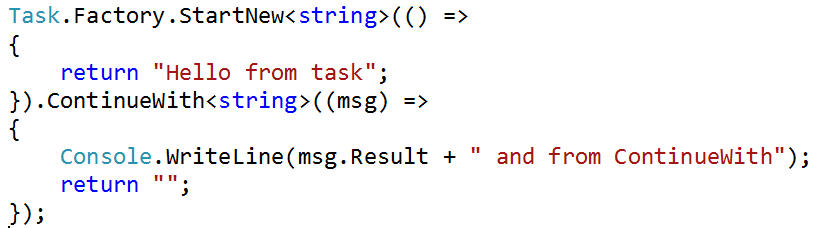 Task.Factory.StartNew<string>(() =>
{
    return "Hello from task";
}).ContinueWith<string>((msg) =>
{
    Console.WriteLine(msg.Result + " and from ContinueWith");
    return "";
});